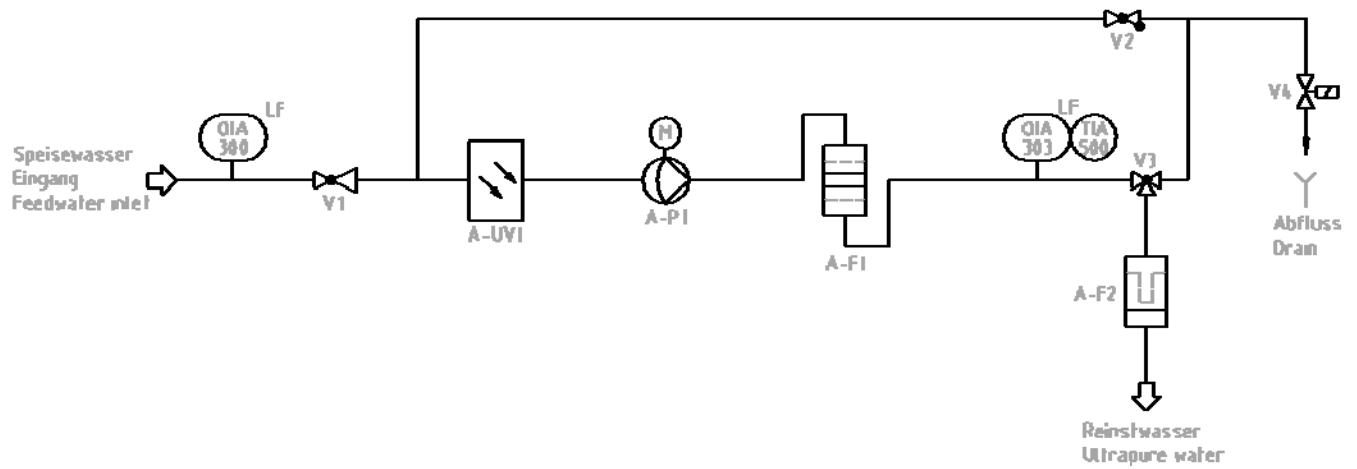 V2
V4
LF
QIA
300
LF
QIA
303
TIA
500
M
V3
Speisewasser
Eingang
Feedwater inlet
V1
A-UV1
A-P1
A-F1
A-F2
Abfluss
Drain
Reinstwasser
Ultrapure water